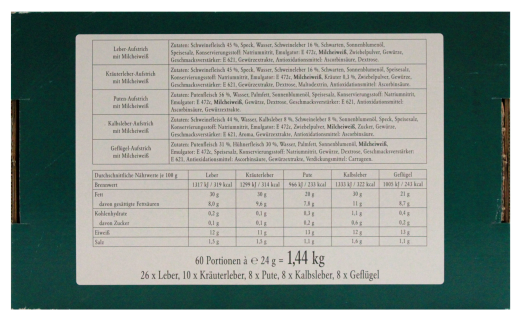 Leber-Aufstrich
mit Milcheiweiß
Zutaten: Schweinefleisch 45 %, Speck, Wasser, Schweineleber 16 %, Schwarten, Sonnenblumenöl,
Speisesalz, Konservierungsstoff: Natriumnitrit, Emulgator: E 472c, Milcheiweiß, Zwiebelpulver, Gewürze,
Geschmacksverstärker: E 621, Gewürzextrakte, Antioxidationsmittel: Ascorbinsäure, Dextrose.
Kräuterleber-Aufstrich
mit Milcheiweiß
Zutaten: Schweinefleisch 45 %, Speck, Wasser, Schweineleber 16 %, Schwarten, Sonnenblumenöl, Speisesalz,
Konservierungsstoff: Natriumnitrit, Emulgator: E 472c, Milcheiweiß, Kräuter 0,1 %, Zwiebelpulver, Gewürze,
Geschmacksverstärker: E 621, Gewürzextrakte, Dextrose, Maltodextrin, Antioxidationsmittel: Ascorbinsäure.
Puten-Aufstrich
mit Milcheiweiß
Zutaten: Putenfleisch 56 %, Wasser, Palmfett, Sonnenblumenöl, Speisesalz, Konservierungsstoff: Natriumnitrit,
Emulgator: E 472c, Milcheiweiß, Gewürze, Dextrose, Geschmacksverstärker: E 621, Antioxidationsmittel:
Ascorbinsäure, Gewürzextrakte.
Kalbsleber-Aufstrich
mit Milcheiweiß
Zutaten: Schweinefleisch 44 %, Wasser, Kalbsleber 8 %, Schweineleber 8 %, Sonnenblumenöl, Speck, Speisesalz,
Konservierungsstoff: Natriumnitrit, Emulgator: E 472c, Zwiebelpulver, Milcheiweiß, Zucker, Gewürze,
Geschmacksverstärker: E 621, Aroma, Gewürzextrakte, Antioxidationsmittel: Ascorbinsäure.
Geflügel-Aufstrich
mit Milcheiweiß
Zutaten: Putenfleisch 31 %, Hühnerfleisch 30 %, Wasser, Palmfett, Sonnenblumenöl, Milcheiweiß,
Emulgator: E 472c, Speisesalz, Konservierungsstoff: Natriumnitrit, Gewürze, Dextrose, Geschmacksverstärker:
E 621, Antioxidationsmittel: Ascorbinsäure, Gewürzextrakte, Verdickungsmittel: Carrageen.
Durchschnittliche Nährwerte je 100 g Leber Kräuterleber Pute Kalbsleber Geflügel
Brennwert 1317 kJ / 319 kcal 1299 kJ / 314 kcal 966 kJ / 233 kcal 1333 kJ / 322 kcal 1005 kJ / 243 kcal
Fett 30 g 30 g 20 g 30 g 21 g
davon gesättigte Fettsäuren 8,0 g 9,6 g 7,8 g 11 g 8,7 g
Kohlenhydrate 0,2 g 0,1 g 0,3 g 1,1 g 0,4 g
davon Zucker 0,1 g 0,1 g 0,2 g 0,6 g 0,2 g
Eiweiß 12 g 11 g 13 g 12 g 13 g
Salz 1,5 g 1,5 g 1,1 g 1,6 g 1,1 g
60 Portionen à ℮ 24 g = 1,44 kg
26 x Leber, 10 x Kräuterleber, 8 x Pute, 8 x Kalbsleber, 8 x Geflügel